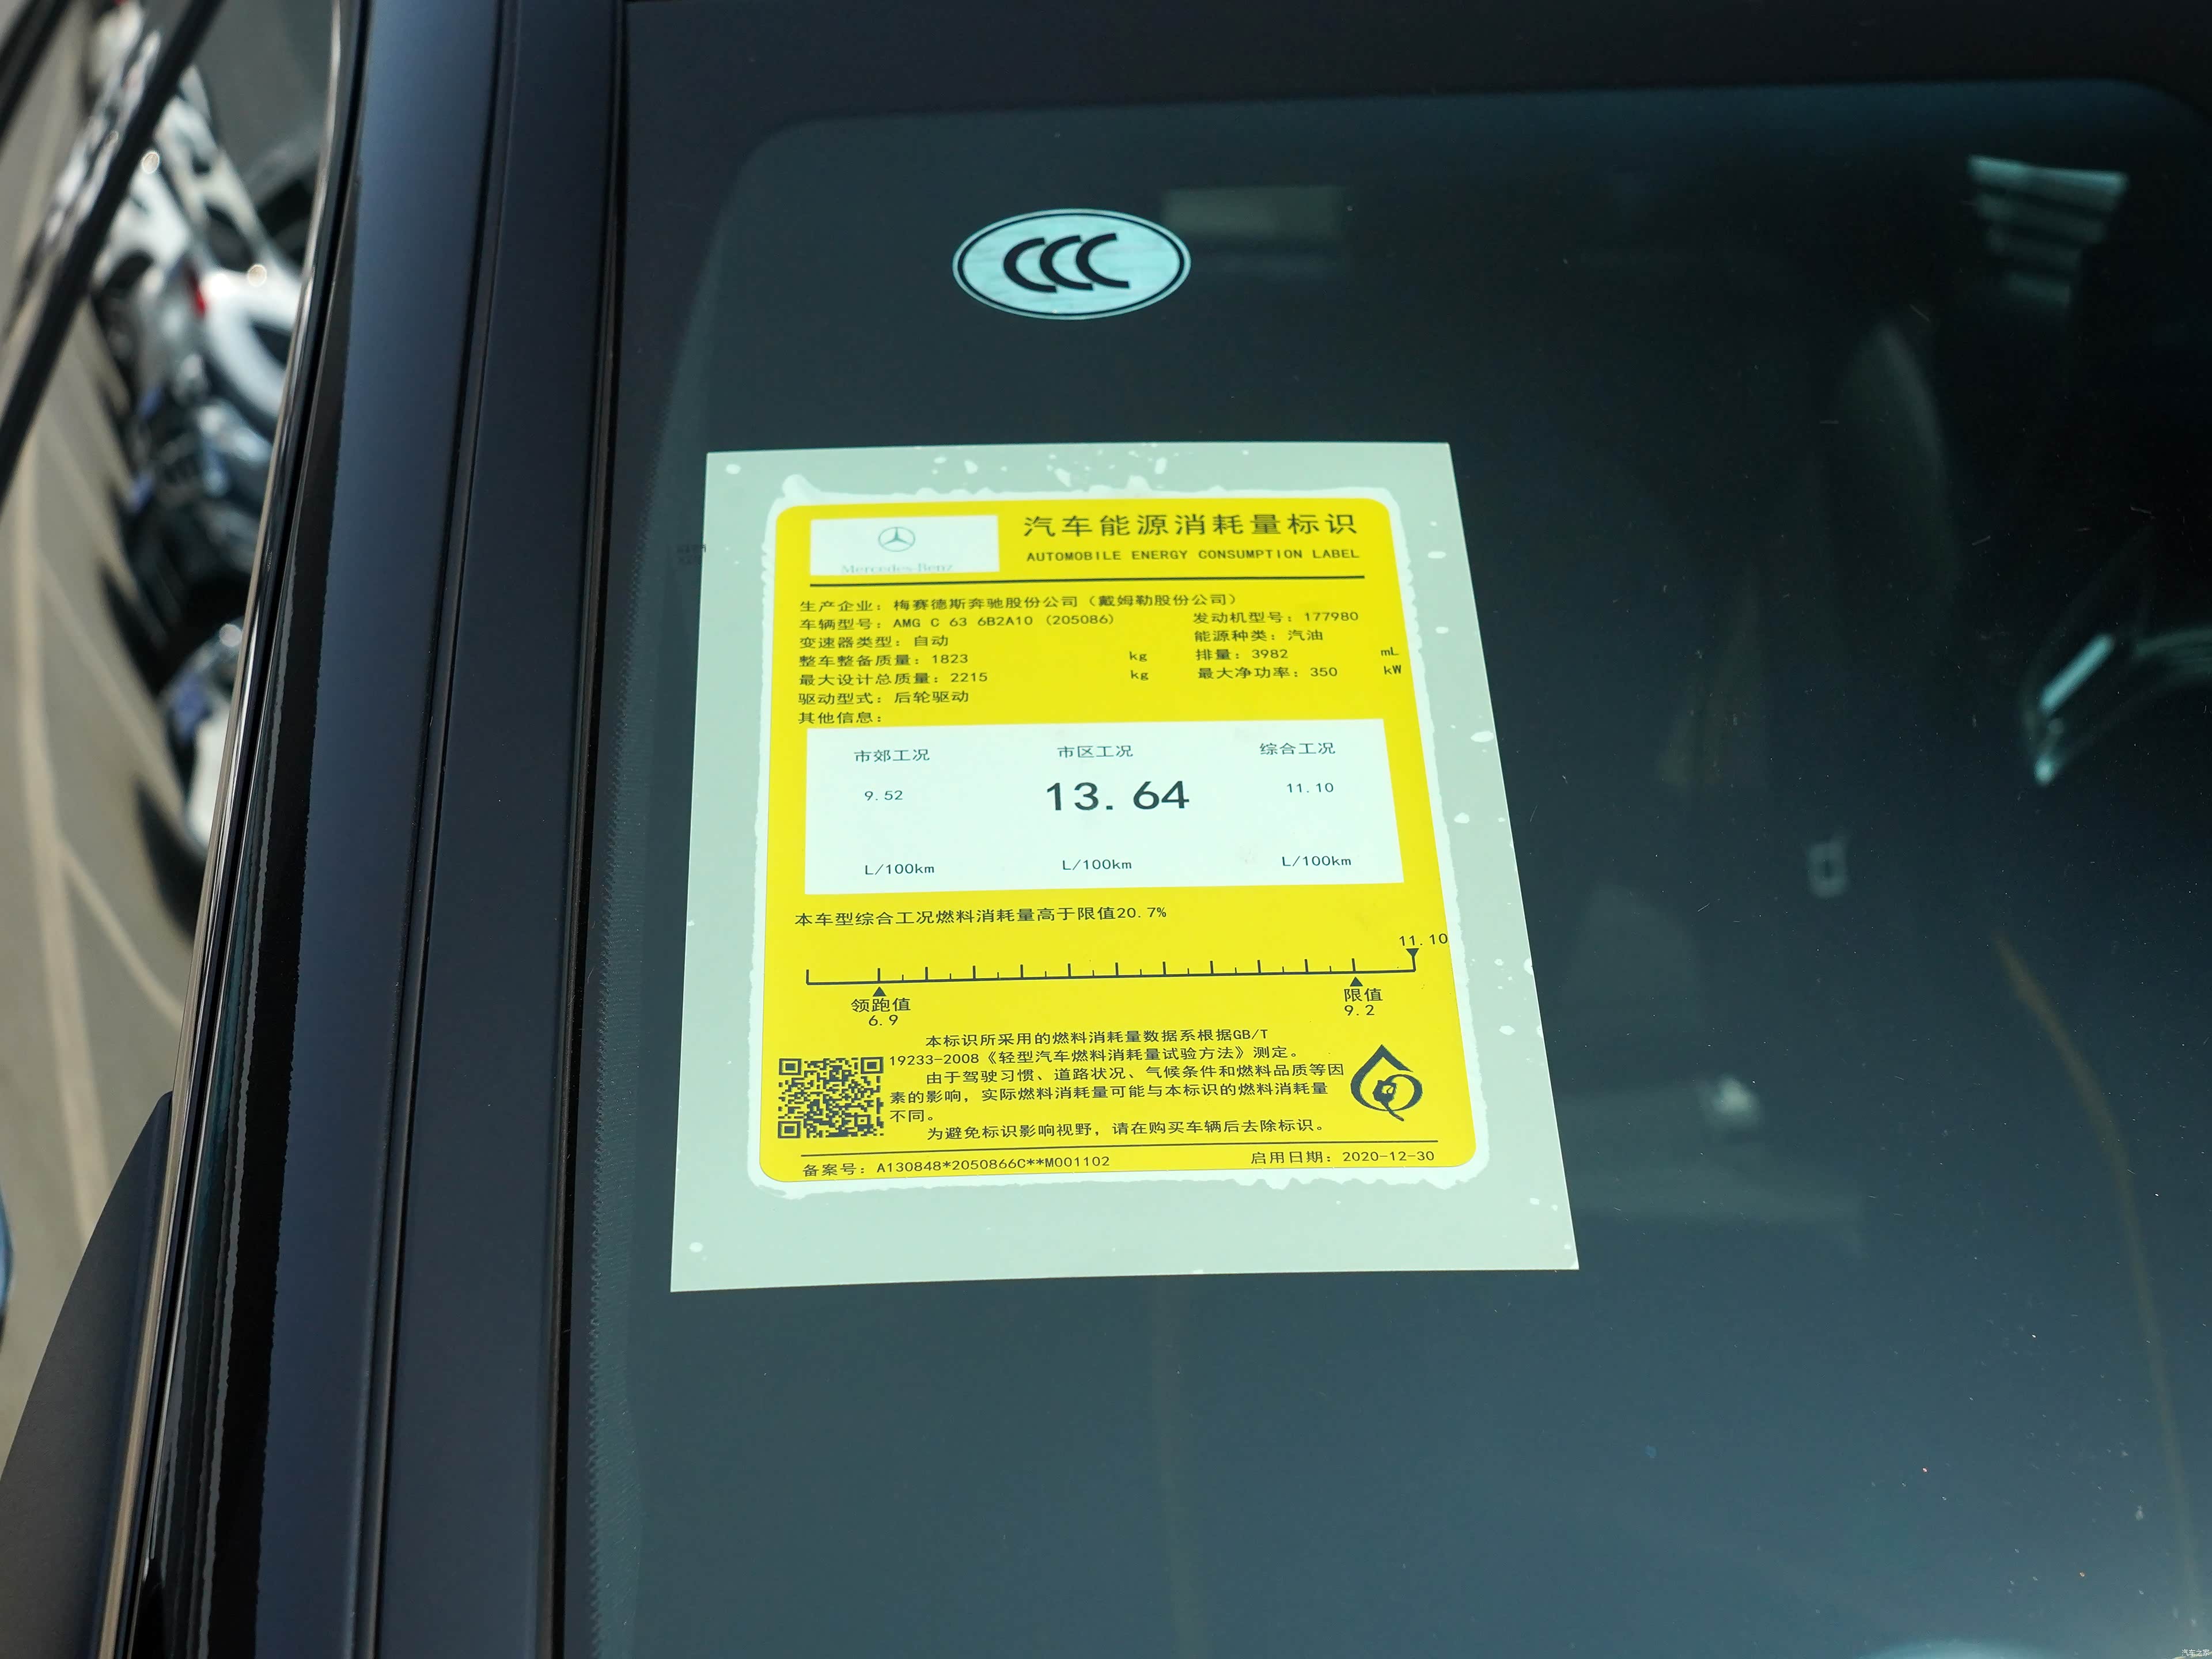 CCC
Mercedes-Benz
汽车能源消耗量标识
AUTOMOBILE ENERGY CONSUMPTION LABEL
生产企业：梅赛德斯奔驰股份公司（戴姆勒股份公司）
车辆型号：AMG C 63 6B2A10 (205086) 发动机型号：177980
变速器类型：自动 能源种类：汽油
整车整备质量：1823 kg 排量：3982 mL
最大设计总质量：2215 kg 最大净功率：350 kW
驱动型式：后轮驱动
其他信息：
市郊工况 市区工况 综合工况
9.52 13.64 11.10
L/100km L/100km L/100km
本车型综合工况燃料消耗量高于限值20.7%
11.10
领跑值 限值
6.9 9.2
本标识所采用的燃料消耗量数据系根据GB/T
19233-2008《轻型汽车燃料消耗量试验方法》测定。
由于驾驶习惯、道路状况、气候条件和燃料品质等因
素的影响，实际燃料消耗量可能与本标识的燃料消耗量
不同。
为避免标识影响视野，请在购买车辆后去除标识。
备案号：A130848*2050866C**M001102 启用日期：2020-12-30
汽车之家